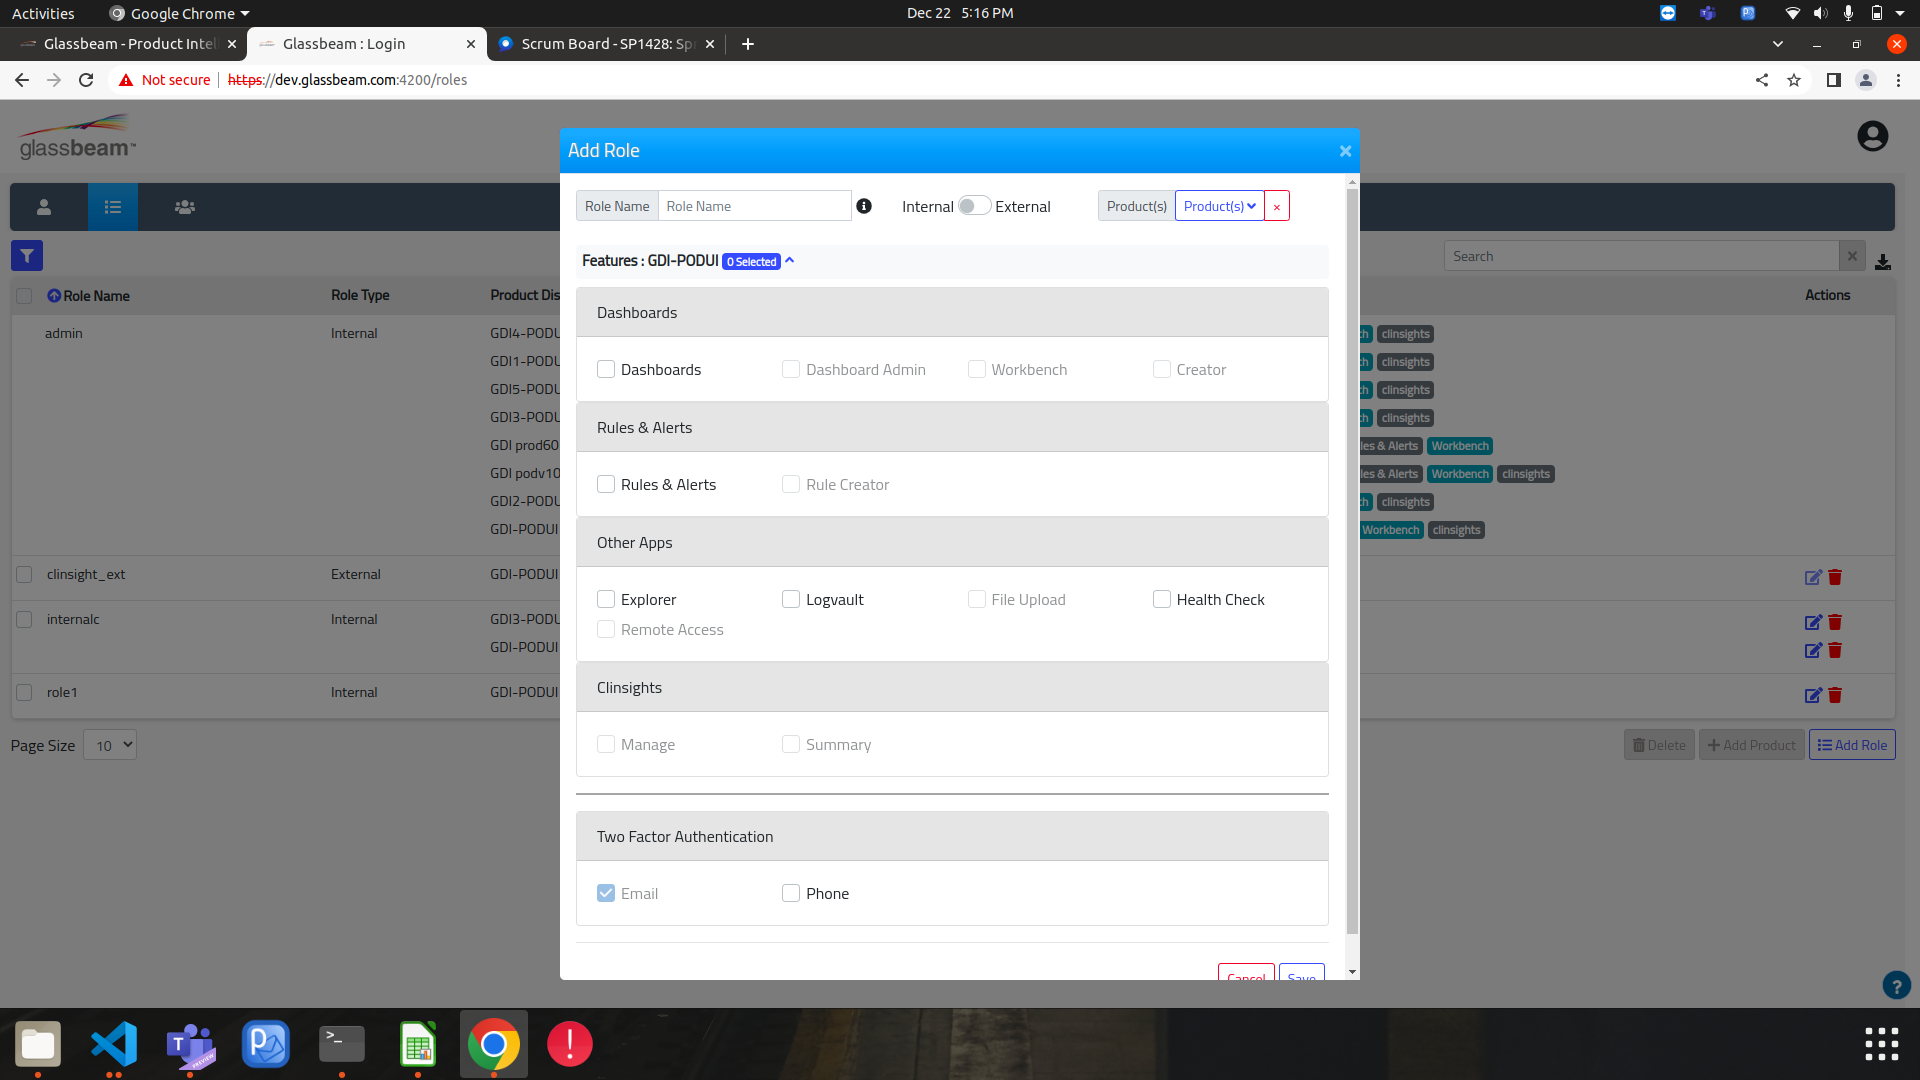 Activities Google Chrome Dec 22 5:16 PM
Glassbeam - Product Intel Glassbeam : Login Scrum Board - SP1428: Sp
Not secure https://dev.glassbeam.com:4200/roles
glassbeam™
Add Role ×
Role Name Role Name Internal External Product(s) Product(s) ×
Features : GDI-PODUI 0 Selected
Search
Role Name Role Type Product Dis Actions
admin Internal GDI4-PODU clinsights
GDI1-PODU clinsights
GDI5-PODU clinsights
GDI3-PODU clinsights
GDI prod60 les & Alerts Workbench
GDI podv10 les & Alerts Workbench clinsights
GDI2-PODU clinsights
GDI-PODUI Workbench clinsights
clinsight_ext External GDI-PODUI
internalc Internal GDI3-PODU
GDI-PODUI
role1 Internal GDI-PODUI
Page Size 10 Delete + Add Product Add Role
Dashboards
Dashboards Dashboard Admin Workbench Creator
Rules & Alerts
Rules & Alerts Rule Creator
Other Apps
Explorer Logvault File Upload Health Check
Remote Access
Clinsights
Manage Summary
Two Factor Authentication
Email Phone
Cancel Save
?